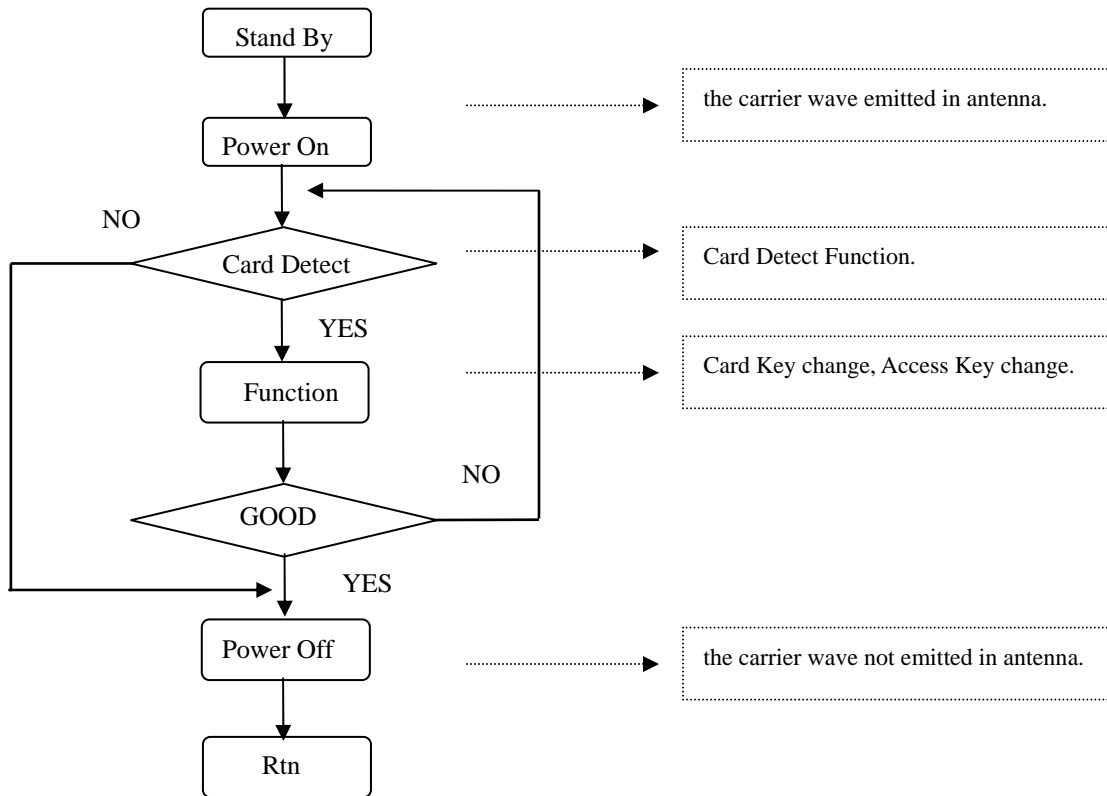 Stand By
the carrier wave emitted in antenna.
Power On
NO
Card Detect
Card Detect Function.
YES
Card Key change, Access Key change.
Function
NO
GOOD
YES
Power Off
the carrier wave not emitted in antenna.
Rtn